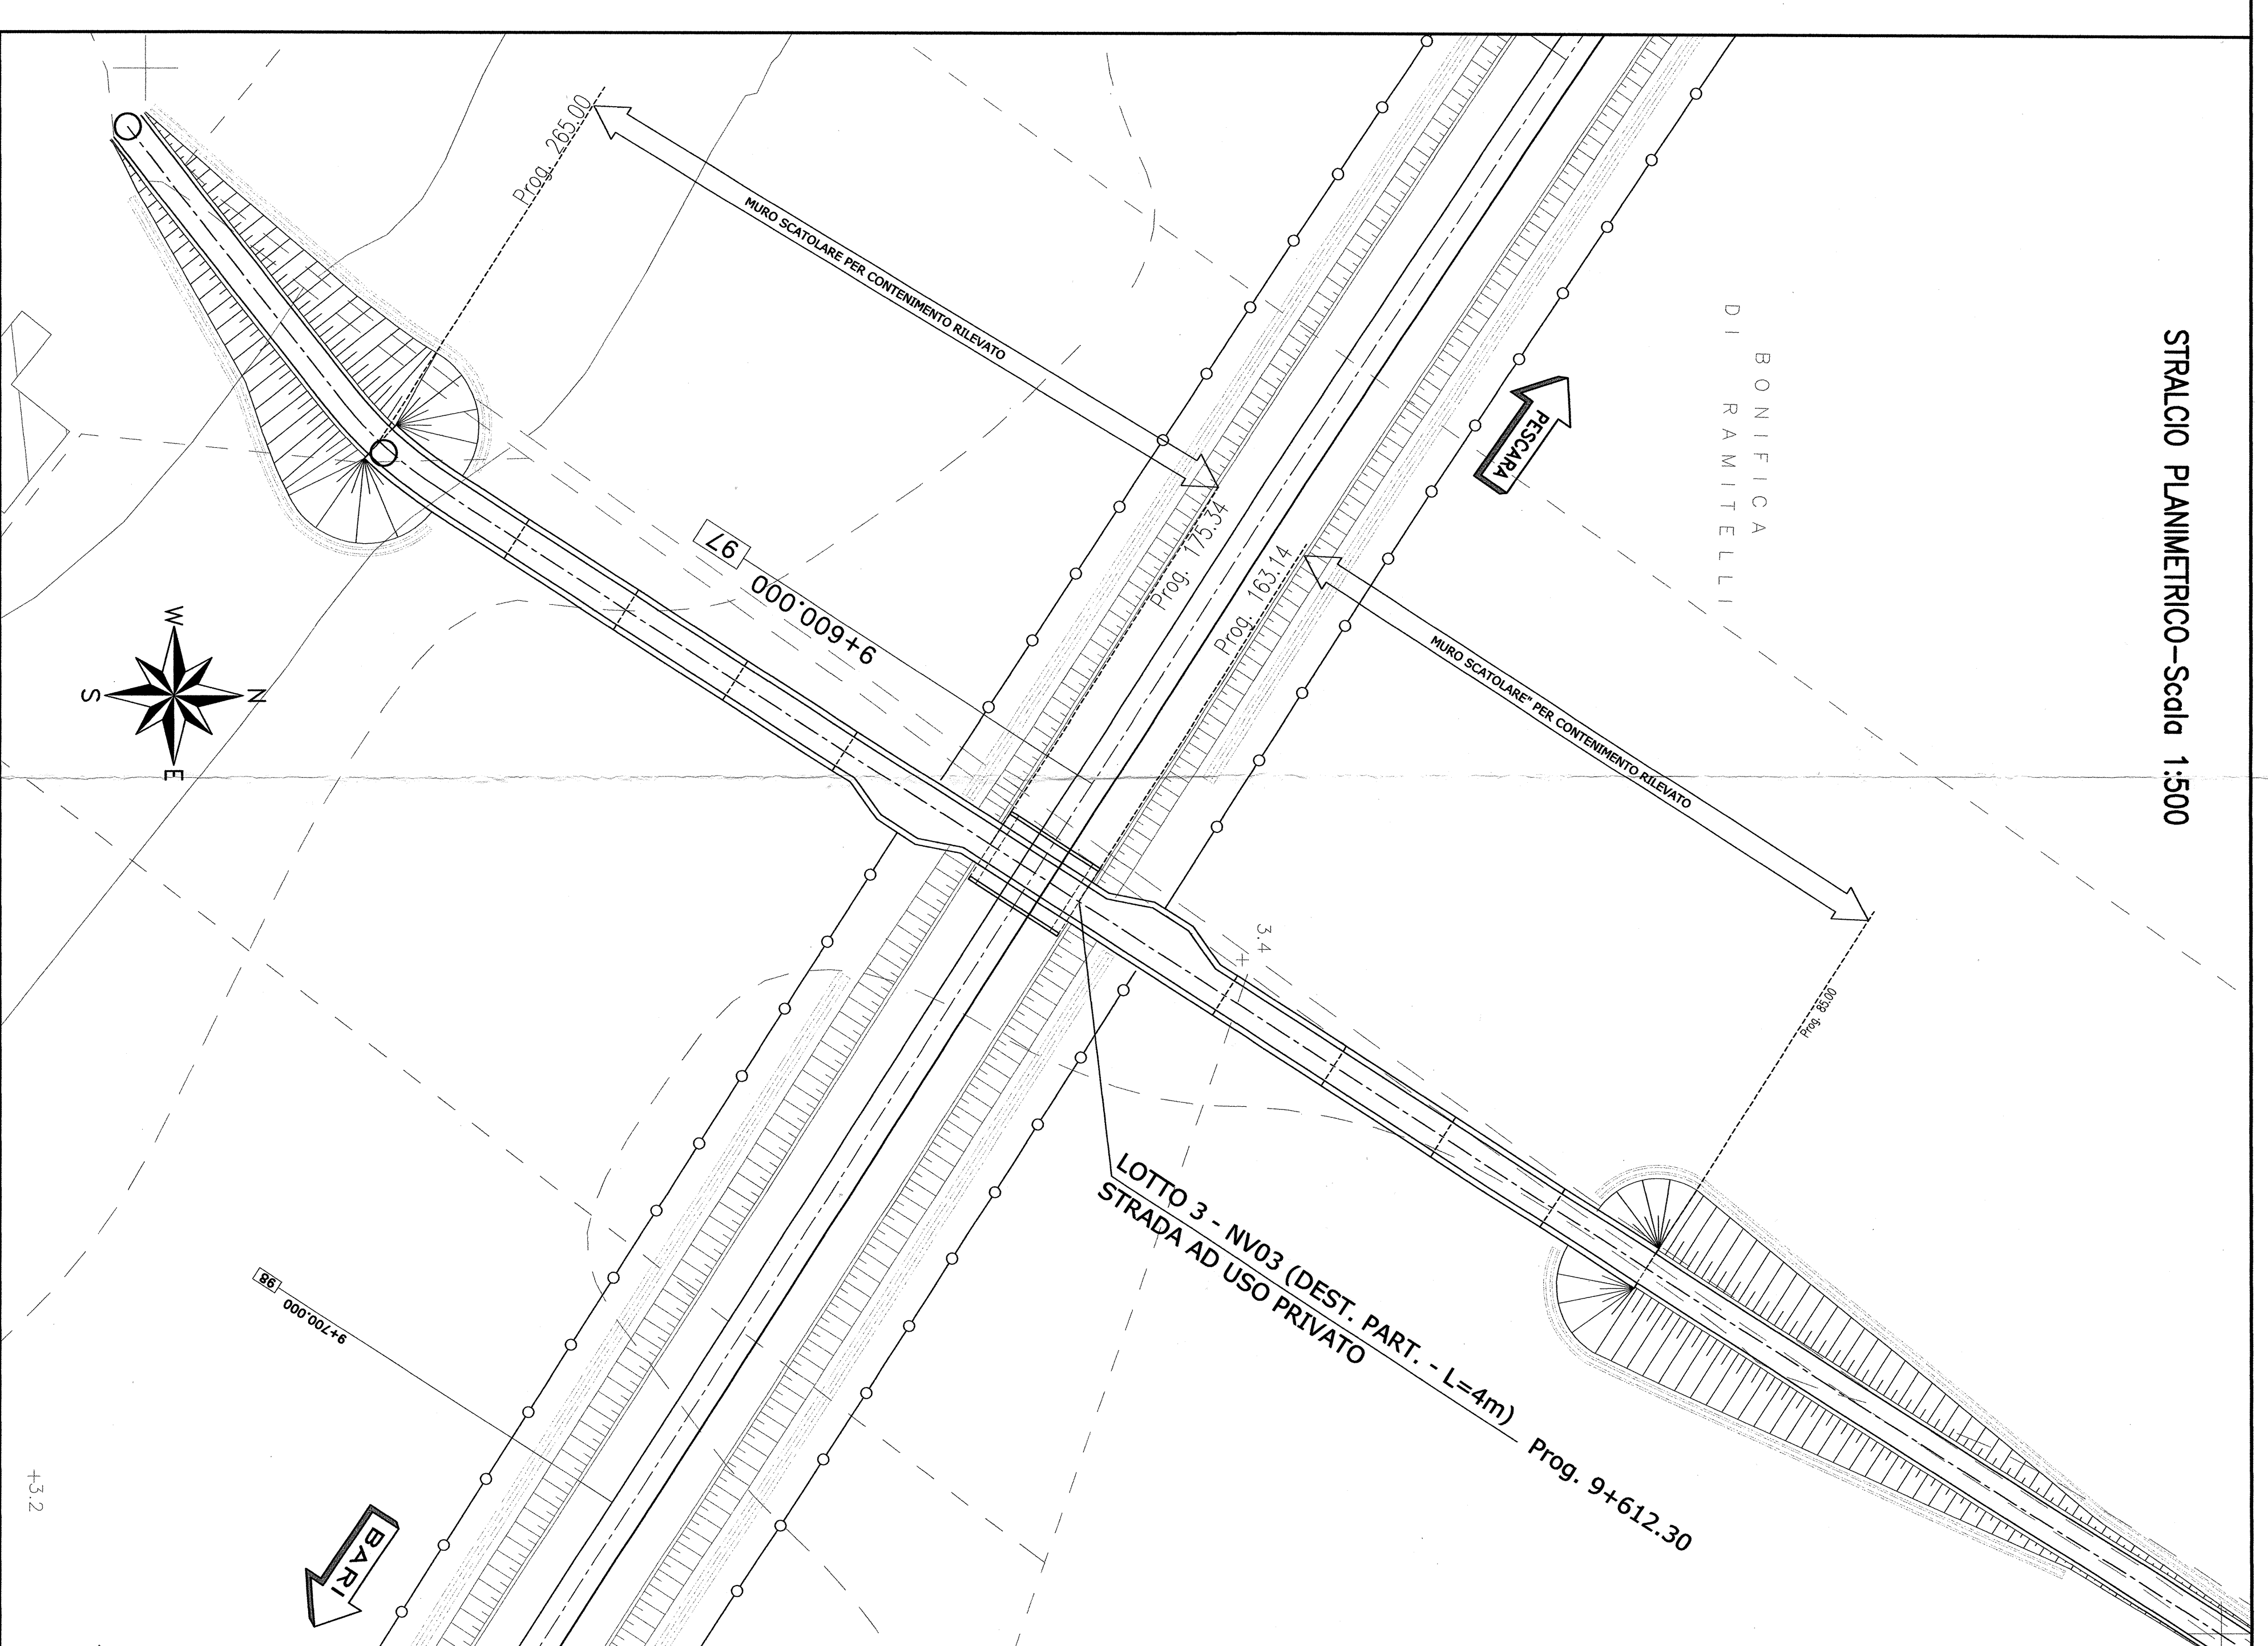 STRALCIO PLANIMETRICO-Scala 1:500
DI RAMITELLI
BONIFICA
PESCARA
Prog. 265.00
MURO SCATOLARE PER CONTENIMENTO RILEVATO
Prog. 175.34
Prog. 163.14
MURO SCATOLARE" PER CONTENIMENTO RILEVATO
Prog. 85.00
97
9+600.000
W
N
S
E
3.4
+
LOTTO 3 - NV03 (DEST. PART. - L=4m)
STRADA AD USO PRIVATO
Prog. 9+612.30
98
9+700.000
+3.2
BARI